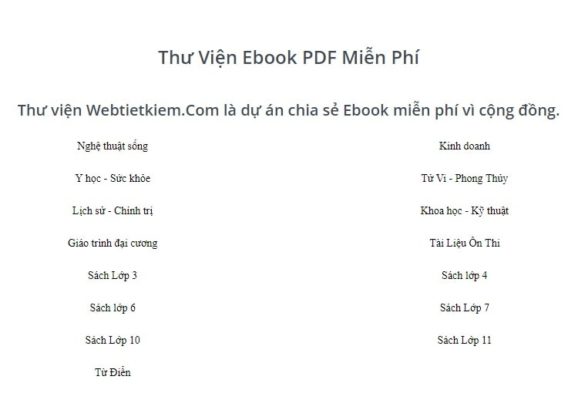 Thư Viện Ebook PDF Miễn Phí
Thư viện Webtietkiem.Com là dự án chia sẻ Ebook miễn phí vì cộng đồng.
Nghệ thuật sống
Kinh doanh
Y học - Sức khỏe
Tử Vi - Phong Thủy
Lịch sử - Chính trị
Khoa học - Kỹ thuật
Giáo trình đại cương
Tài Liệu Ôn Thi
Sách Lớp 3
Sách lớp 4
Sách lớp 6
Sách Lớp 7
Sách Lớp 10
Sách Lớp 11
Từ Điển